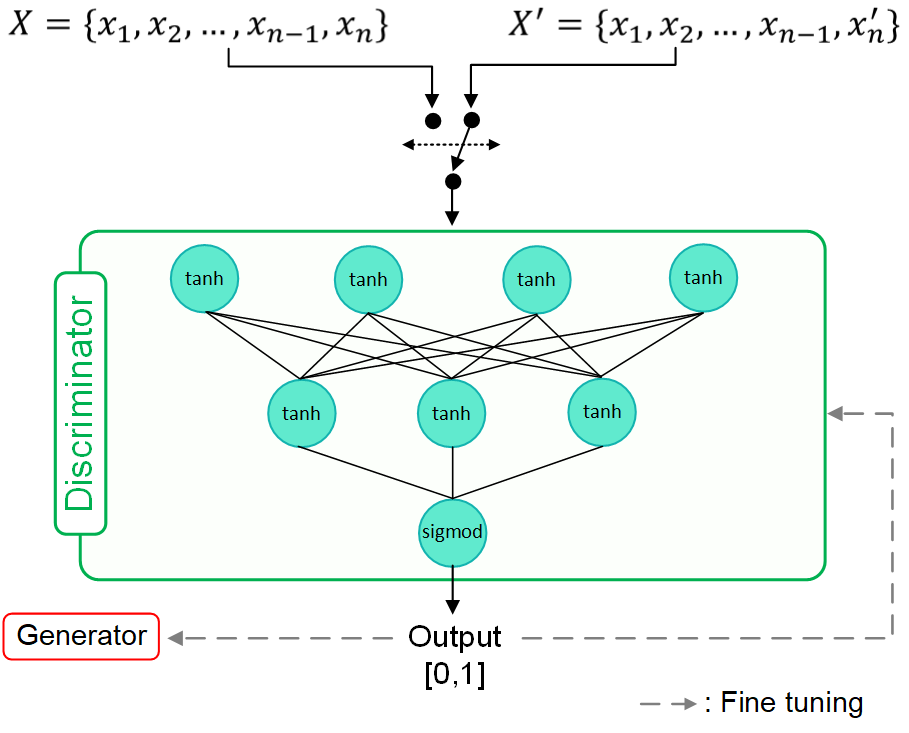 X = {x₁, x₂, …, xₙ₋₁, xₙ}
X′ = {x₁, x₂, …, xₙ₋₁, x′ₙ}
Discriminator
tanh
tanh
tanh
tanh
tanh
tanh
tanh
sigmod
Generator
Output
[0,1]
: Fine tuning